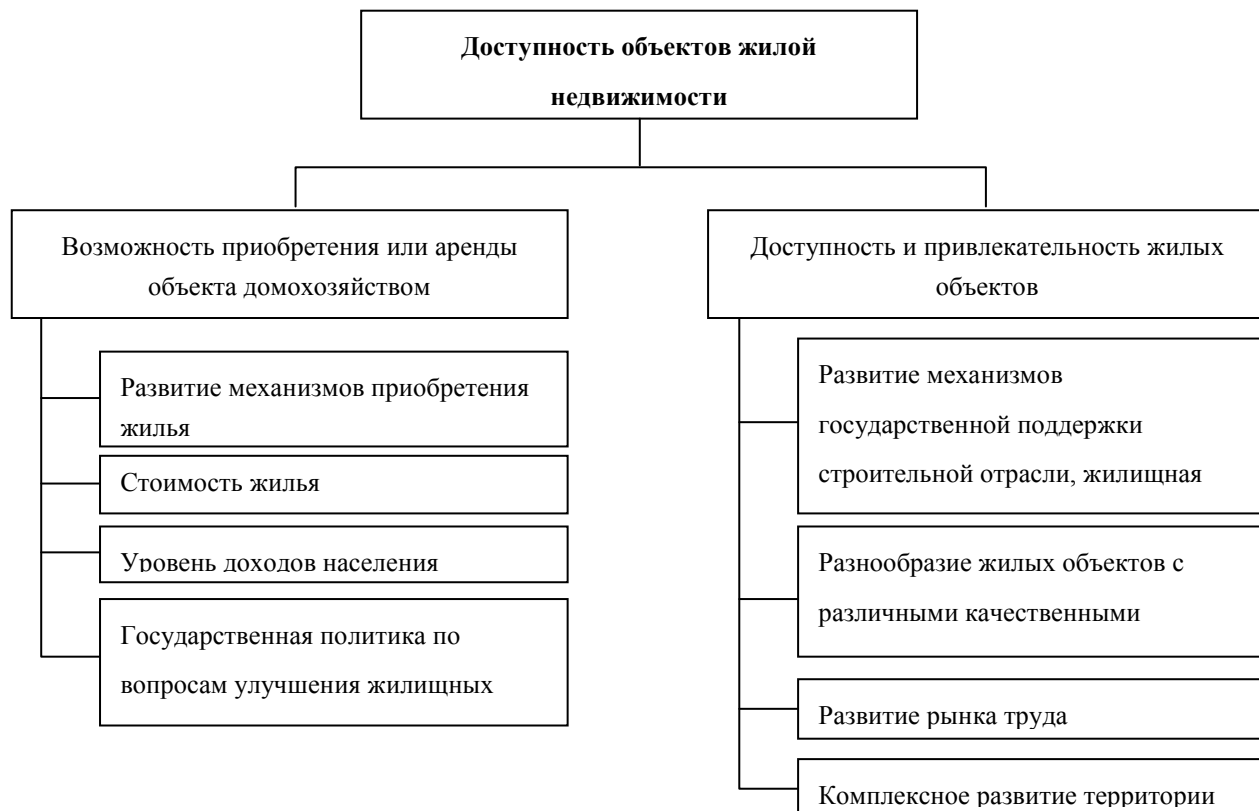 Доступность объектов жилой
недвижимости
Возможность приобретения или аренды
объекта домохозяйством
Развитие механизмов приобретения
жилья
Стоимость жилья
Уровень доходов населения
Государственная политика по
вопросам улучшения жилищных
Доступность и привлекательность жилых
объектов
Развитие механизмов
государственной поддержки
строительной отрасли, жилищная
Разнообразие жилых объектов с
различными качественными
Развитие рынка труда
Комплексное развитие территории